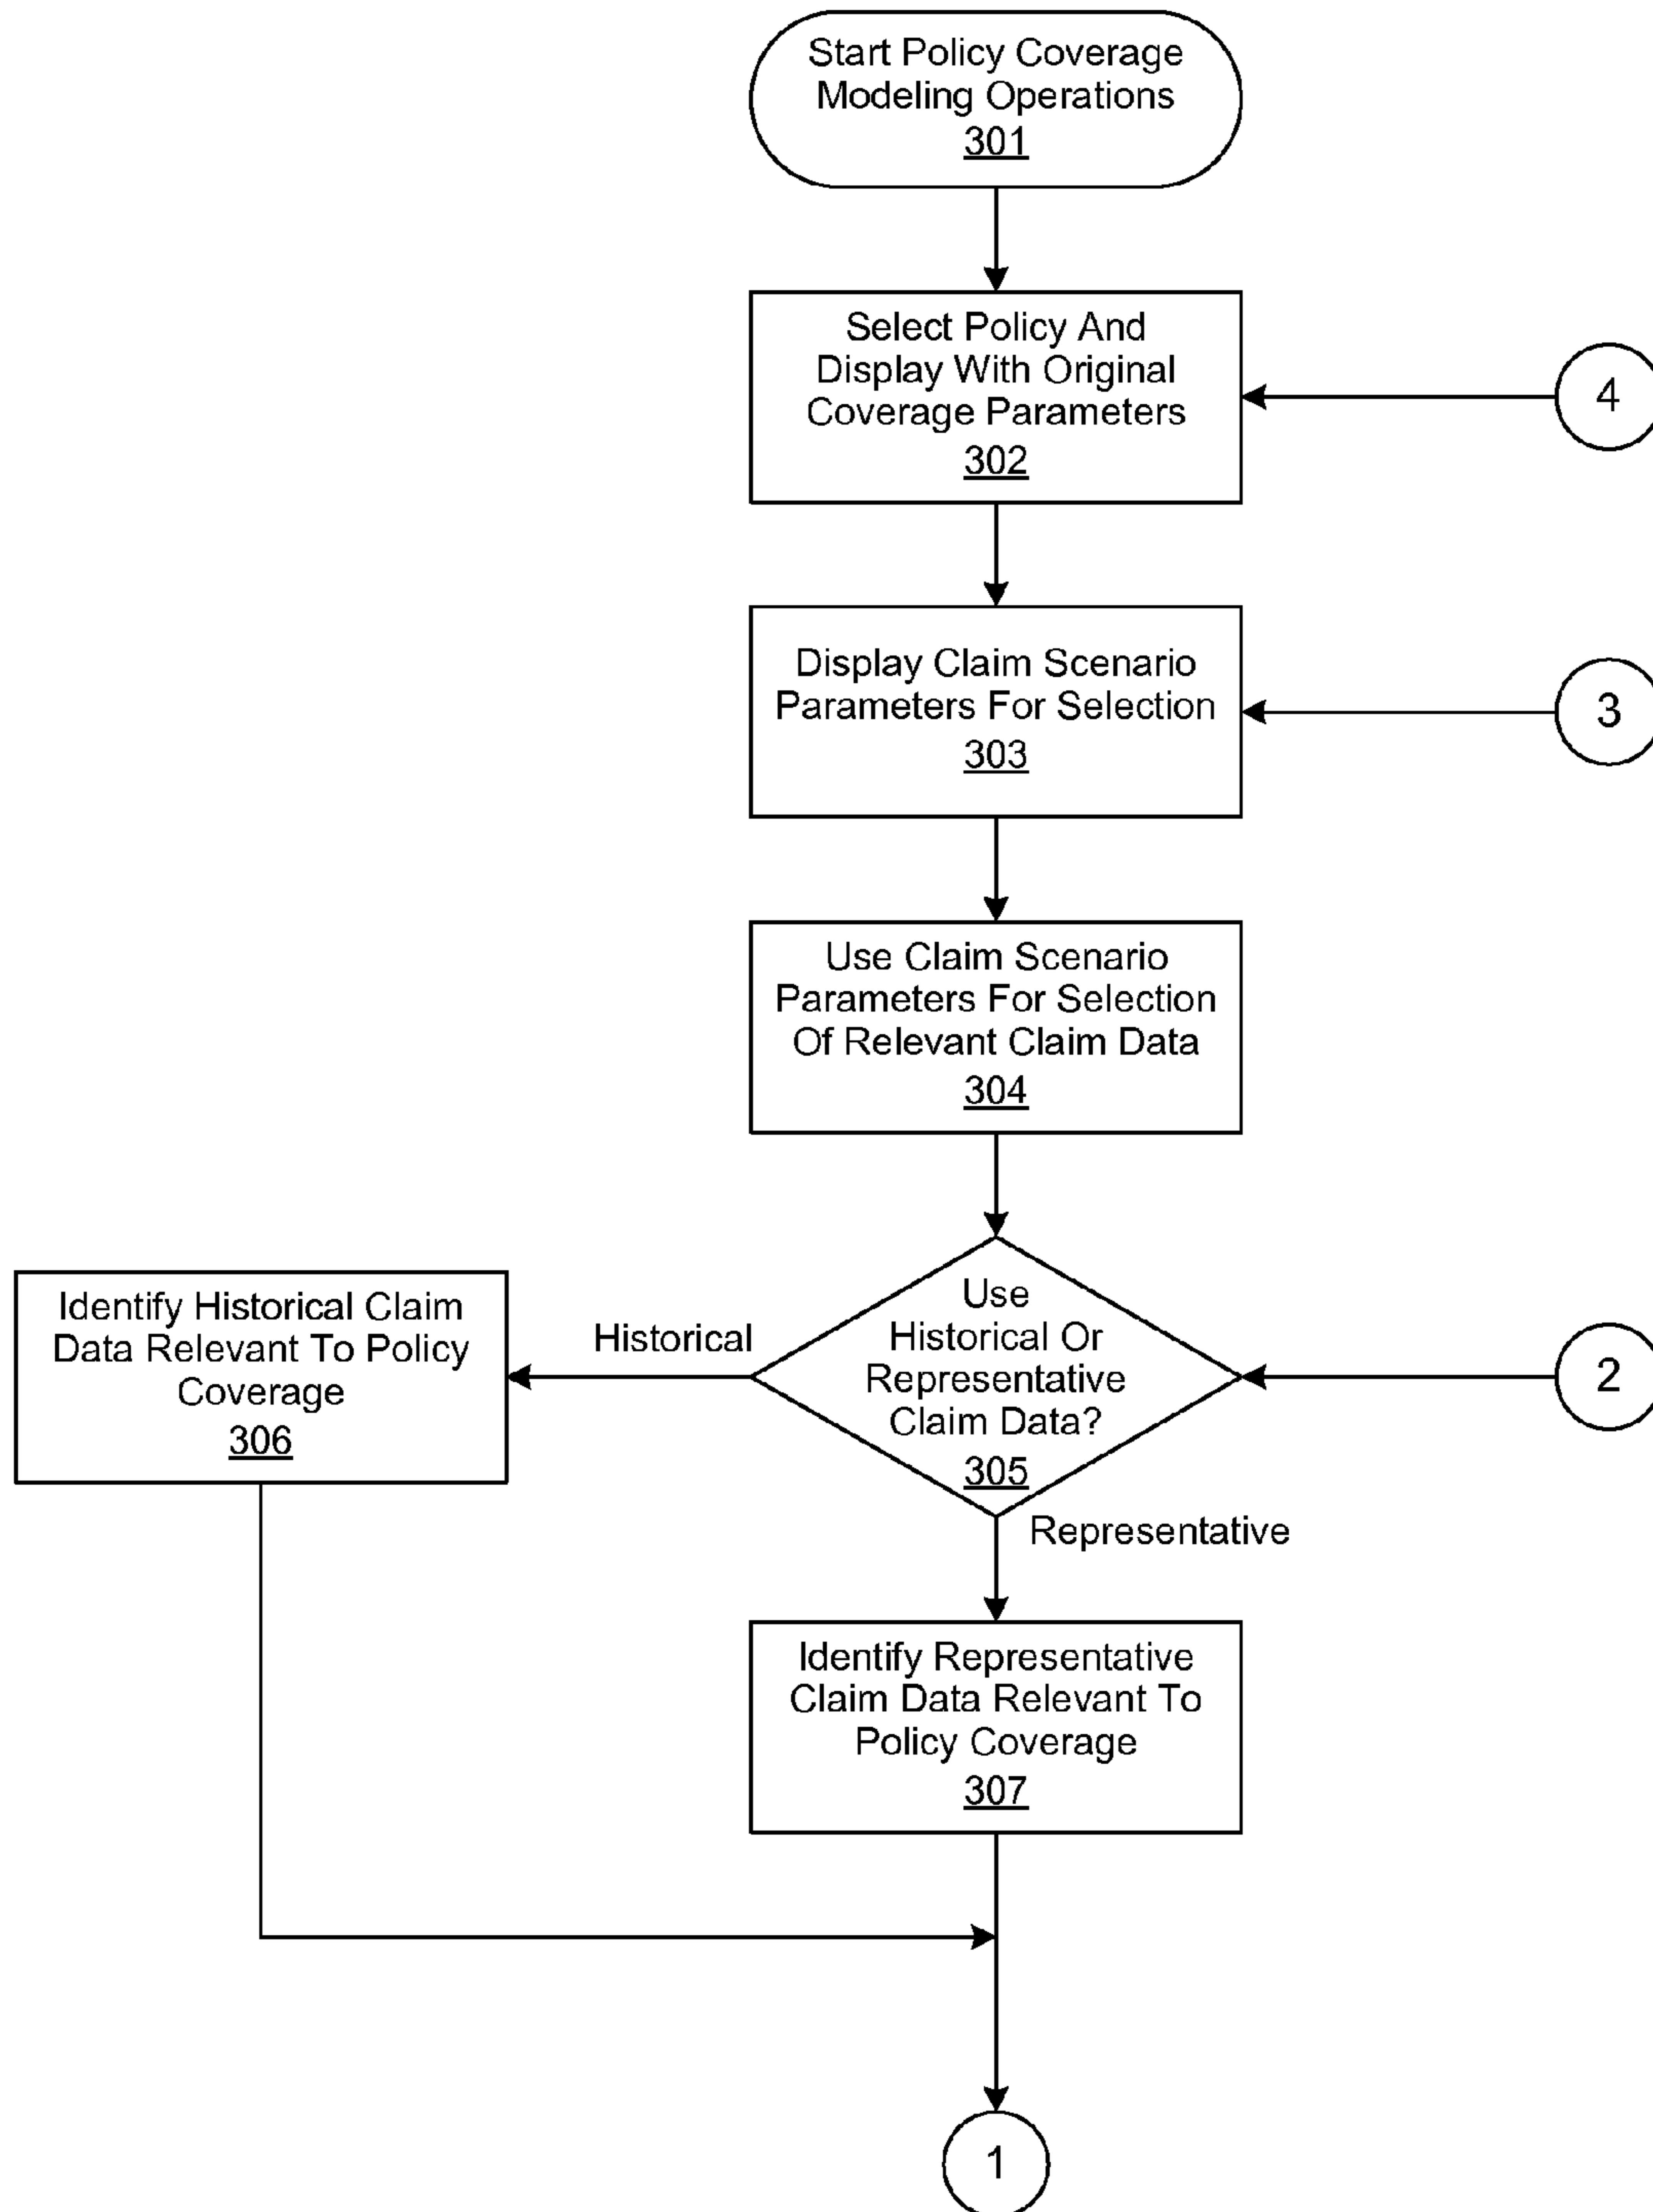 Start Policy Coverage
Modeling Operations
301
Select Policy And
Display With Original
Coverage Parameters
302
4
Display Claim Scenario
Parameters For Selection
303
3
Use Claim Scenario
Parameters For Selection
Of Relevant Claim Data
304
Use
Historical Or
Representative
Claim Data?
305
Historical
2
Identify Historical Claim
Data Relevant To Policy
Coverage
306
Representative
Identify Representative
Claim Data Relevant To
Policy Coverage
307
1